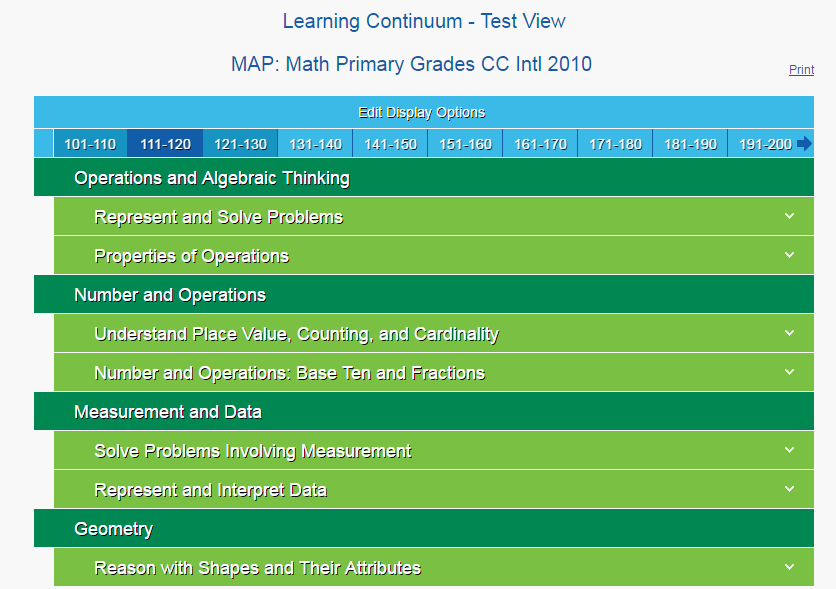 Learning Continuum - Test View
MAP: Math Primary Grades CC Intl 2010
Print
Edit Display Options
101-110 111-120 121-130 131-140 141-150 151-160 161-170 171-180 181-190 191-200
Operations and Algebraic Thinking
Represent and Solve Problems
Properties of Operations
Number and Operations
Understand Place Value, Counting, and Cardinality
Number and Operations: Base Ten and Fractions
Measurement and Data
Solve Problems Involving Measurement
Represent and Interpret Data
Geometry
Reason with Shapes and Their Attributes